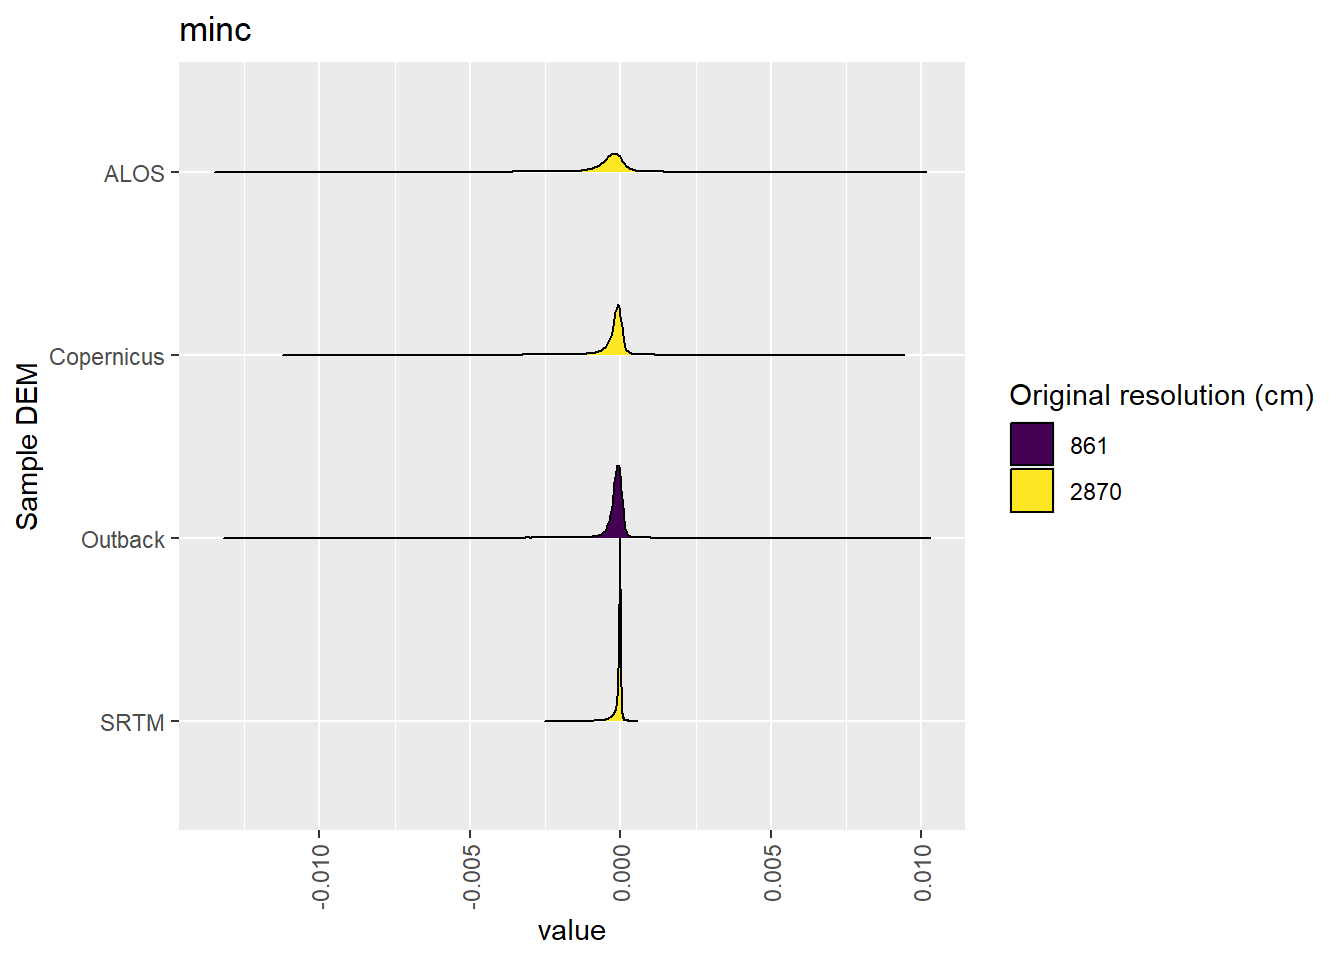 minc
Sample DEM
ALOS
Copernicus
Outback
SRTM
-0.010
-0.005
0.000
0.005
0.010
value
Original resolution (cm)
861
2870